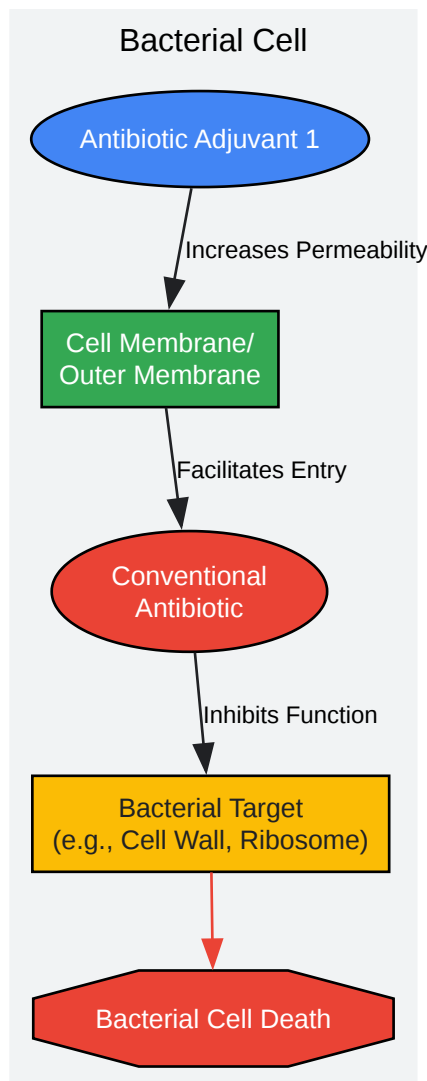 Bacterial Cell
Antibiotic Adjuvant 1
Increases Permeability
Cell Membrane/
Outer Membrane
Facilitates Entry
Conventional
Antibiotic
Inhibits Function
Bacterial Target
(e.g., Cell Wall, Ribosome)
Bacterial Cell Death